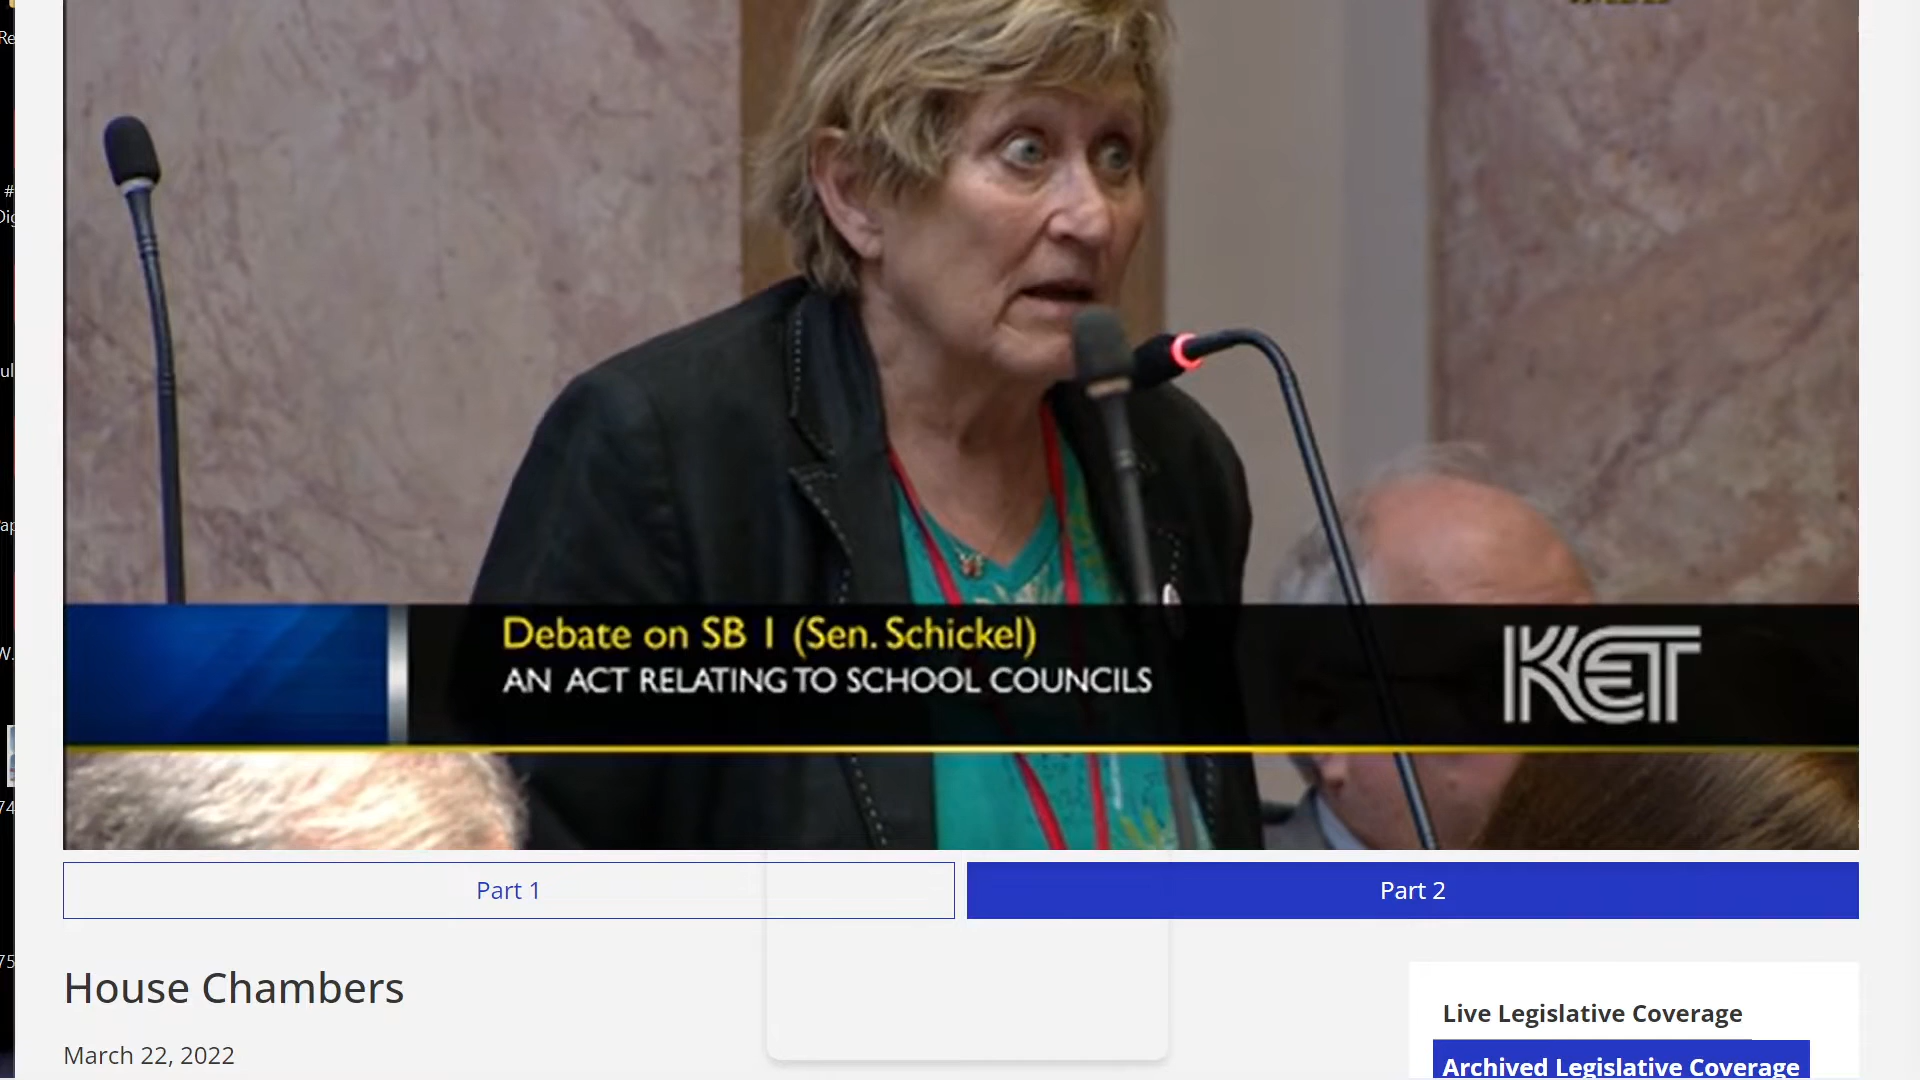 Debate on SB 1 (Sen. Schickel)
AN ACT RELATING TO SCHOOL COUNCILS
KET
Part 1
Part 2
House Chambers
March 22, 2022
Live Legislative Coverage
Archived Legislative Coverage